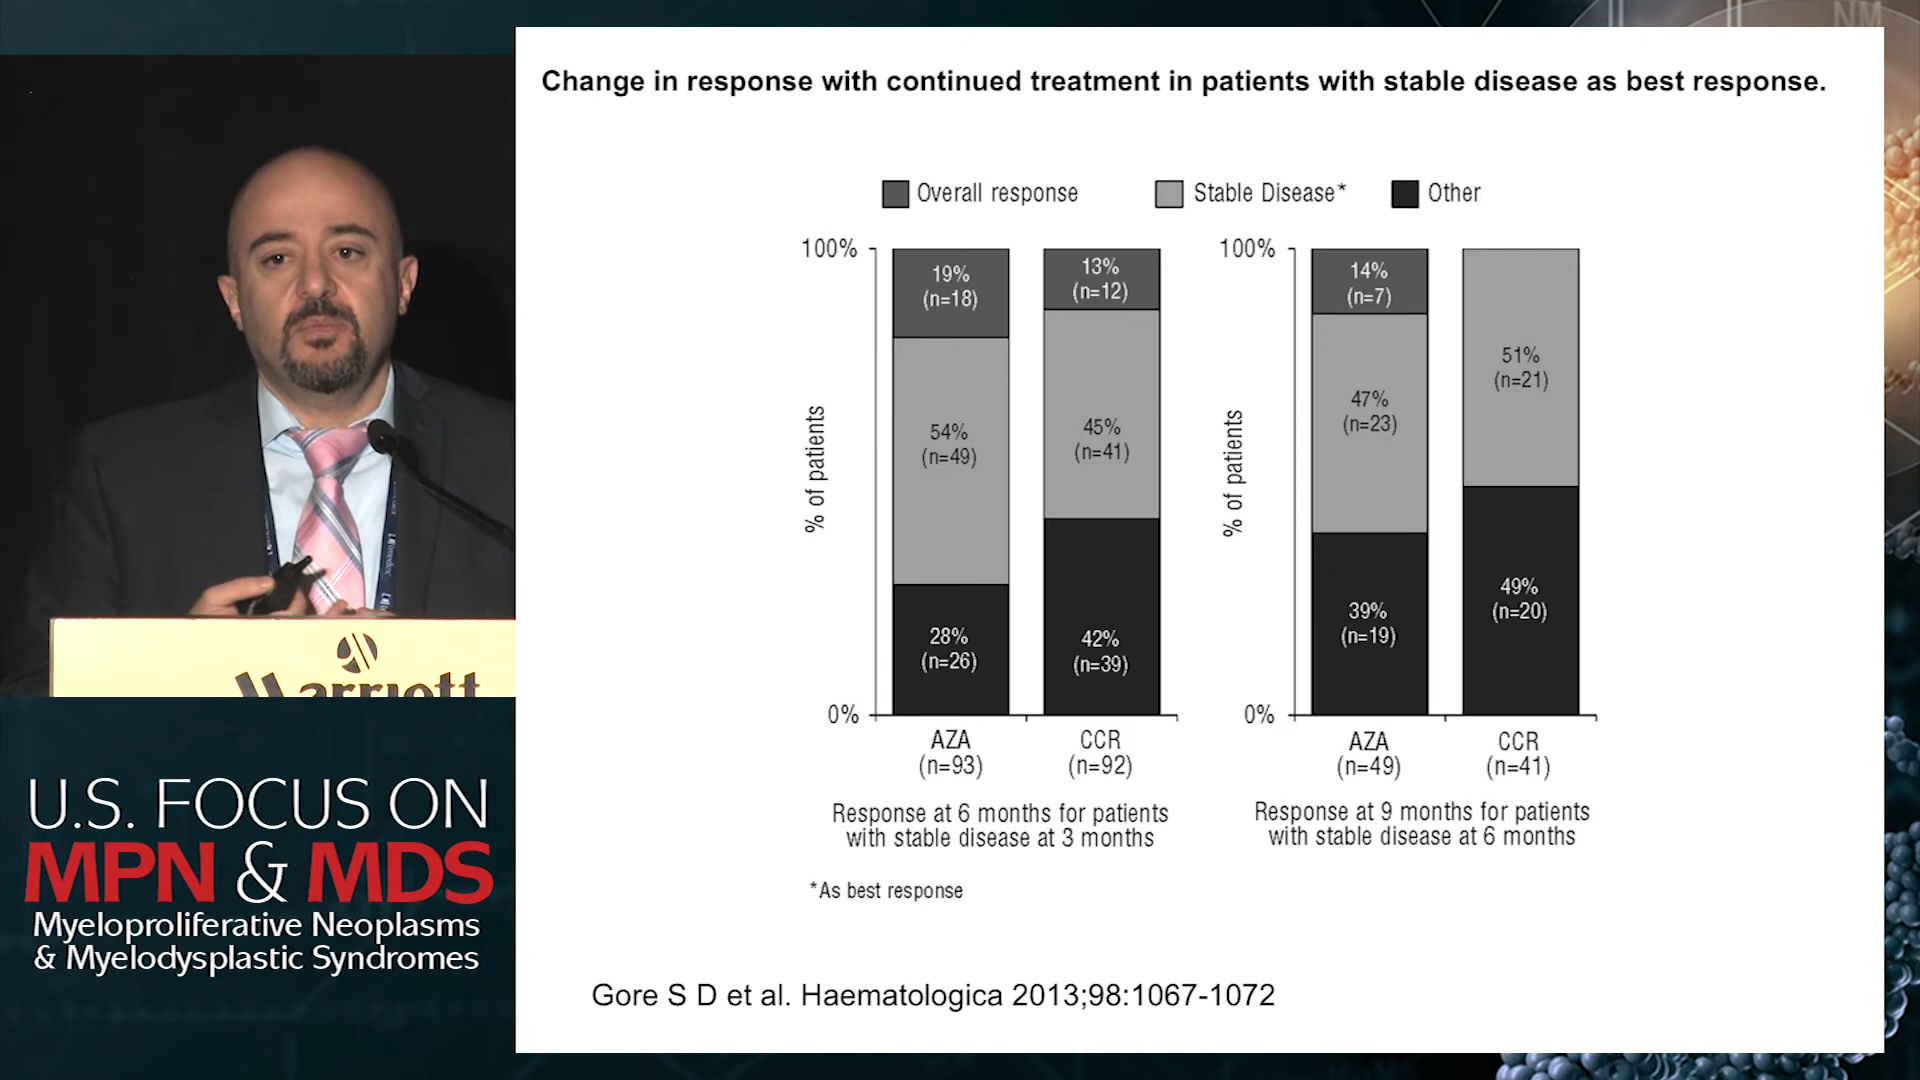 NM
Change in response with continued treatment in patients with stable disease as best response.
Overall response
Stable Disease*
Other
100%
19%
(n=18)
54%
(n=49)
28%
(n=26)
13%
(n=12)
45%
(n=41)
42%
(n=39)
0%
% of patients
AZA
(n=93)
CCR
(n=92)
Response at 6 months for patients
with stable disease at 3 months
100%
14%
(n=7)
47%
(n=23)
39%
(n=19)
51%
(n=21)
49%
(n=20)
0%
% of patients
AZA
(n=49)
CCR
(n=41)
Response at 9 months for patients
with stable disease at 6 months
*As best response
Gore S D et al. Haematologica 2013;98:1067-1072
Marriott
U.S. FOCUS ON
MPN & MDS
Myeloproliferative Neoplasms
& Myelodysplastic Syndromes